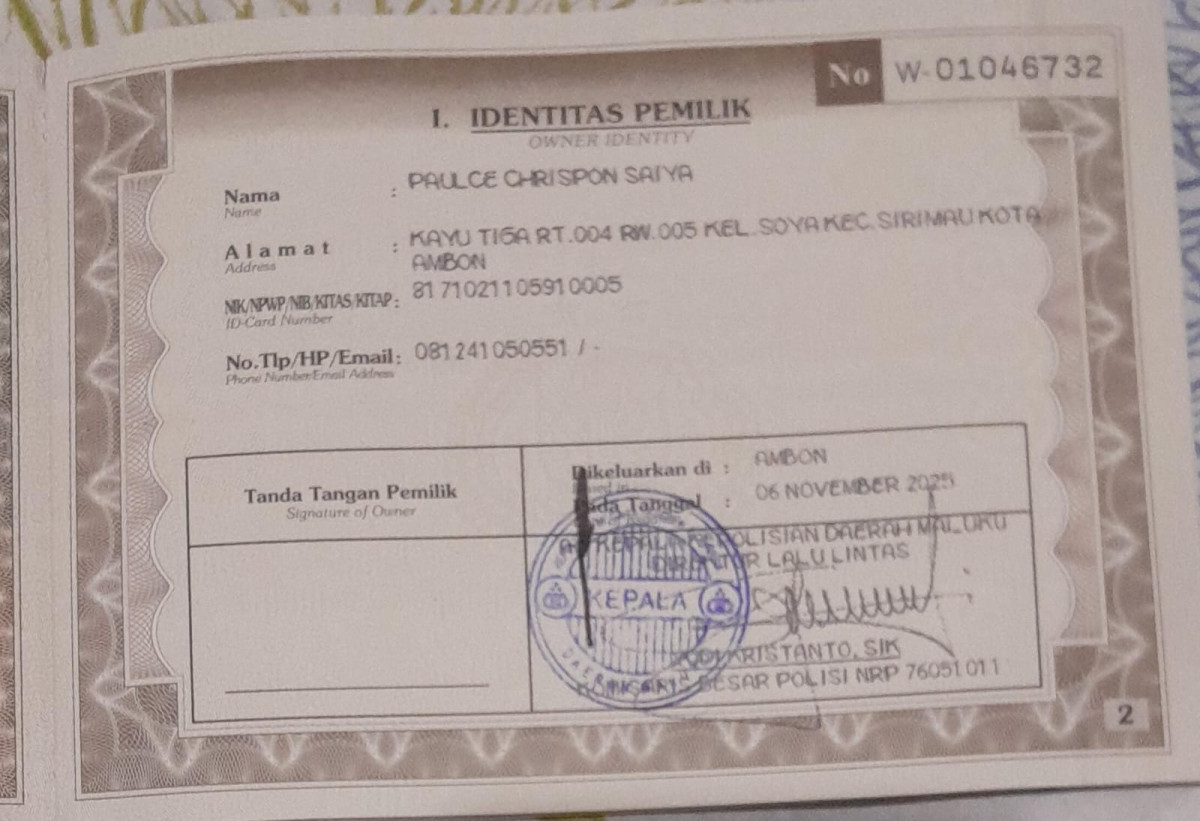 No W-01046732
I. IDENTITAS PEMILIK
OWNER IDENTITY
Nama : PAULCE CHRISPON SAIYA
Name
Alamat : KAYU TIGA RT.004 RW.005 KEL. SOYA KEC. SIRIMAU KOTA
Address
AMBON
NIK/NPWP/NIB/KITAS/KITAP : 8171021105910005
ID-Card Number
No.Tlp/HP/Email : 081241050551 / -
Phone Number/Email Address
Tanda Tangan Pemilik
Signature of Owner
Dikeluarkan di : AMBON
Pada Tanggal : 06 NOVEMBER 2025
DAERAH MALUKU
LALU LINTAS
KEPALA
ARISTANTO, SIK
BESAR POLISI NRP 76051011
2